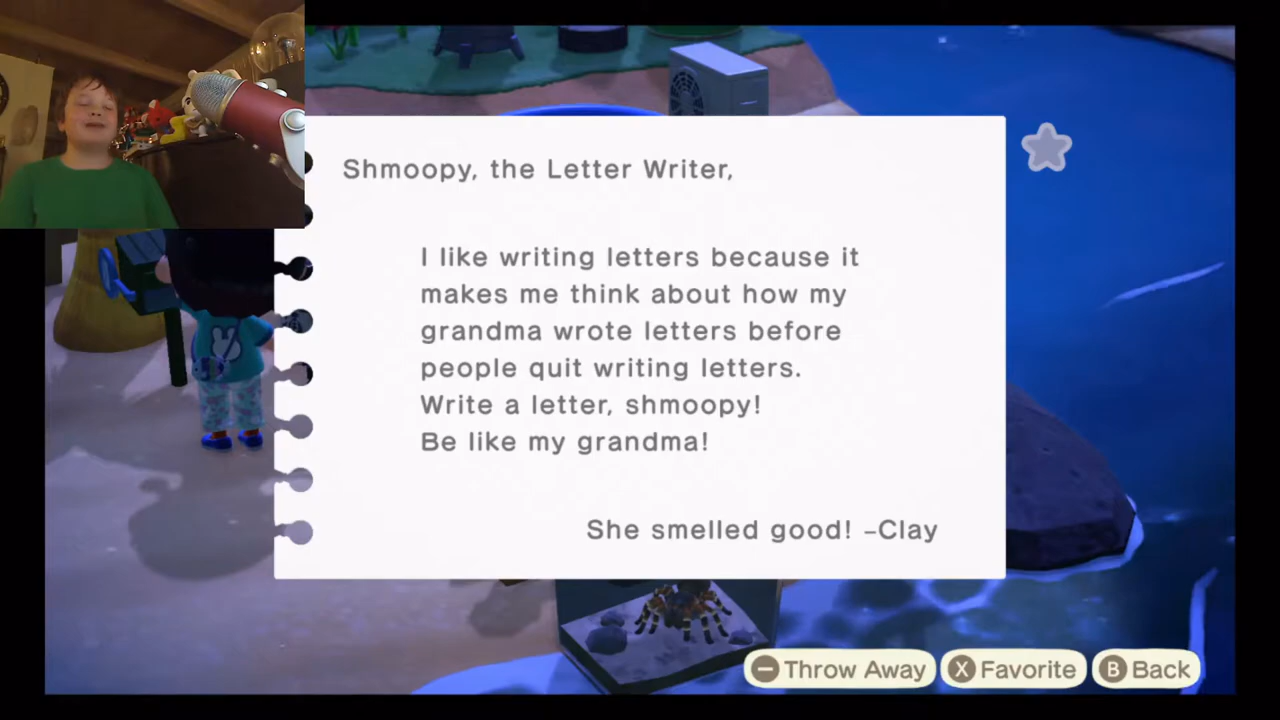 Shmoopy, the Letter Writer,
I like writing letters because it
makes me think about how my
grandma wrote letters before
people quit writing letters.
Write a letter, shmoopy!
Be like my grandma!
She smelled good! –Clay
− Throw Away X Favorite B Back